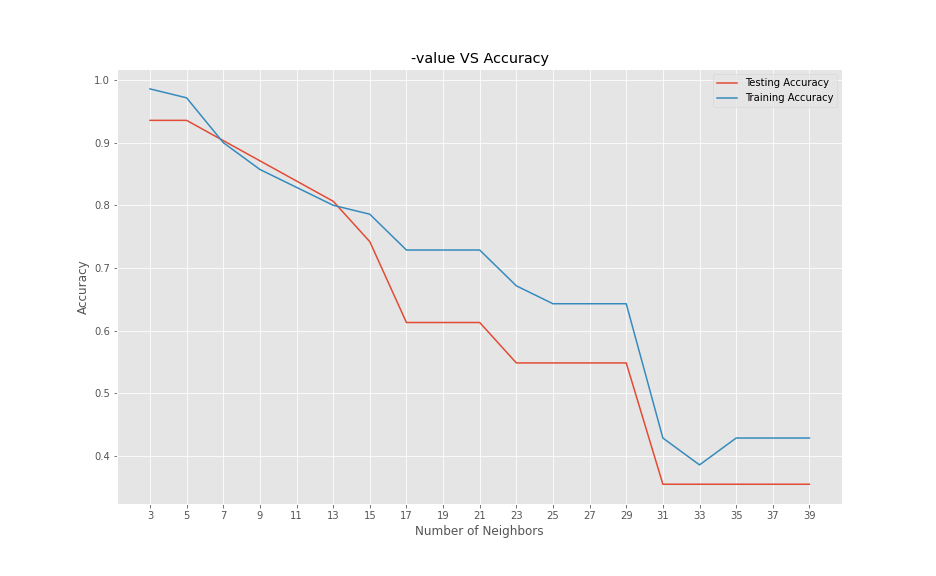 -value VS Accuracy
Testing Accuracy
Training Accuracy
Accuracy
1.0
0.9
0.8
0.7
0.6
0.5
0.4
3 5 7 9 11 13 15 17 19 21 23 25 27 29 31 33 35 37 39
Number of Neighbors